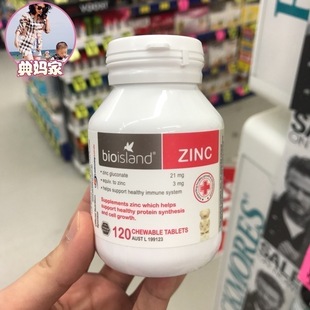 典妈家
bioisland®
ZINC
• zinc gluconate 21 mg
• equiv. to zinc 3 mg
• helps support healthy immune system
Supplements zinc which helps
support healthy protein synthesis
and cell growth.
120 CHEWABLE TABLETS
AUST L 199123
SALE